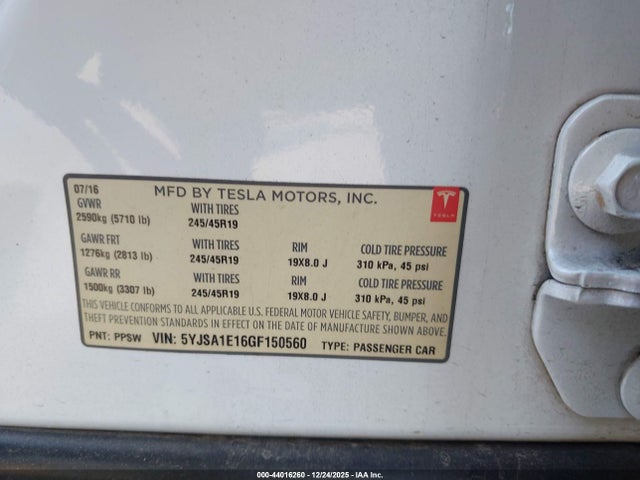 07/16 MFD BY TESLA MOTORS, INC.
GVWR WITH TIRES TESLA
2590kg (5710 lb) 245/45R19
GAWR FRT WITH TIRES RIM COLD TIRE PRESSURE
1276kg (2813 lb) 245/45R19 19X8.0 J 310 kPa, 45 psi
GAWR RR WITH TIRES RIM COLD TIRE PRESSURE
1500kg (3307 lb) 245/45R19 19X8.0 J 310 kPa, 45 psi
THIS VEHICLE CONFORMS TO ALL APPLICABLE U.S. FEDERAL MOTOR VEHICLE SAFETY, BUMPER, AND
THEFT PREVENTION STANDARDS IN EFFECT ON THE DATE OF MANUFACTURE SHOWN ABOVE.
PNT: PPSW VIN: 5YJSA1E16GF150560 TYPE: PASSENGER CAR
000-44016260 - 12/24/2025 - IAA Inc.